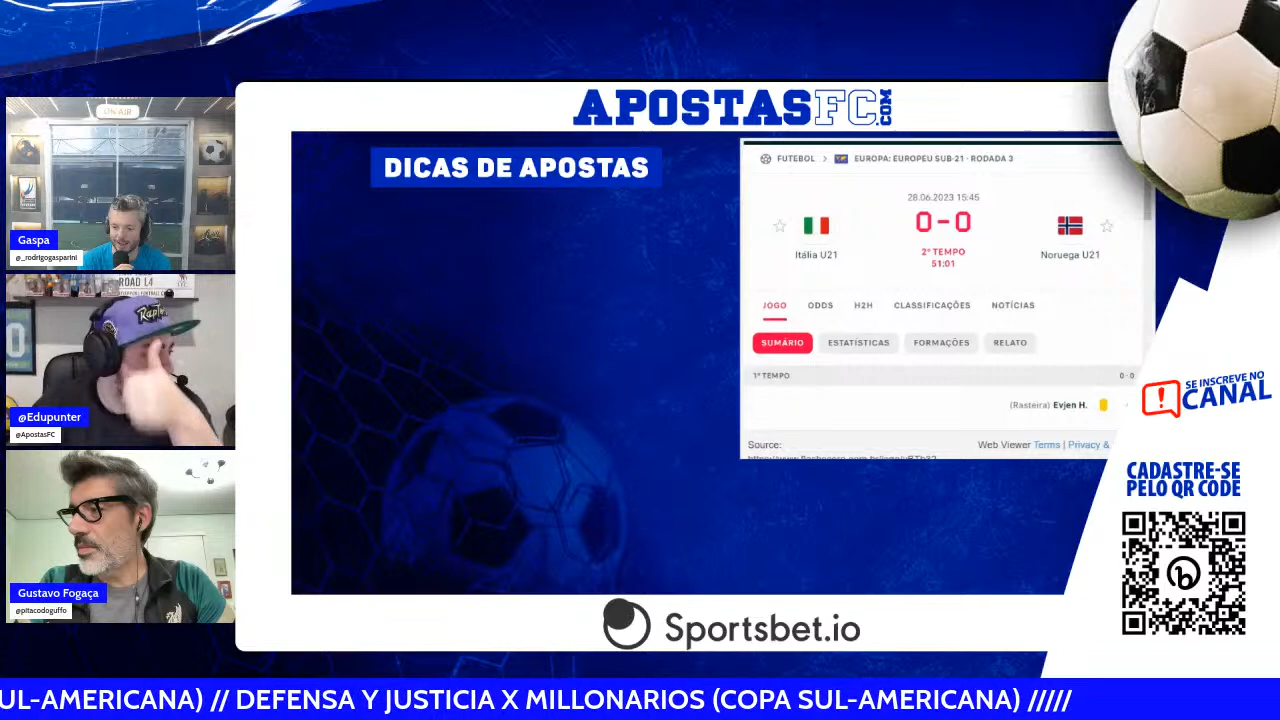 ON AIR
Gaspa
@_rodrigogasparini
ROAD L4
Rap
@Edupunter
@ApostasFC
Gustavo Fogaça
@pitacodoguffo
APOSTASFC.COM
DICAS DE APOSTAS
FUTEBOL > EUROPA: EUROPEU SUB-21 - RODADA 3
28.06.2023 15:45
0-0
2º TEMPO
51:01
Itália U21
Noruega U21
JOGO ODDS H2H CLASSIFICAÇÕES NOTÍCIAS
SUMÁRIO ESTATÍSTICAS FORMAÇÕES RELATO
1º TEMPO 0 - 0
(Rasteira) Evjen H.
Source:
Web Viewer Terms | Privacy &
SE INSCREVE NO
CANAL
CADASTRE-SE
PELO QR CODE
Sportsbet.io
SUL-AMERICANA) // DEFENSA Y JUSTICIA X MILLONARIOS (COPA SUL-AMERICANA) /////